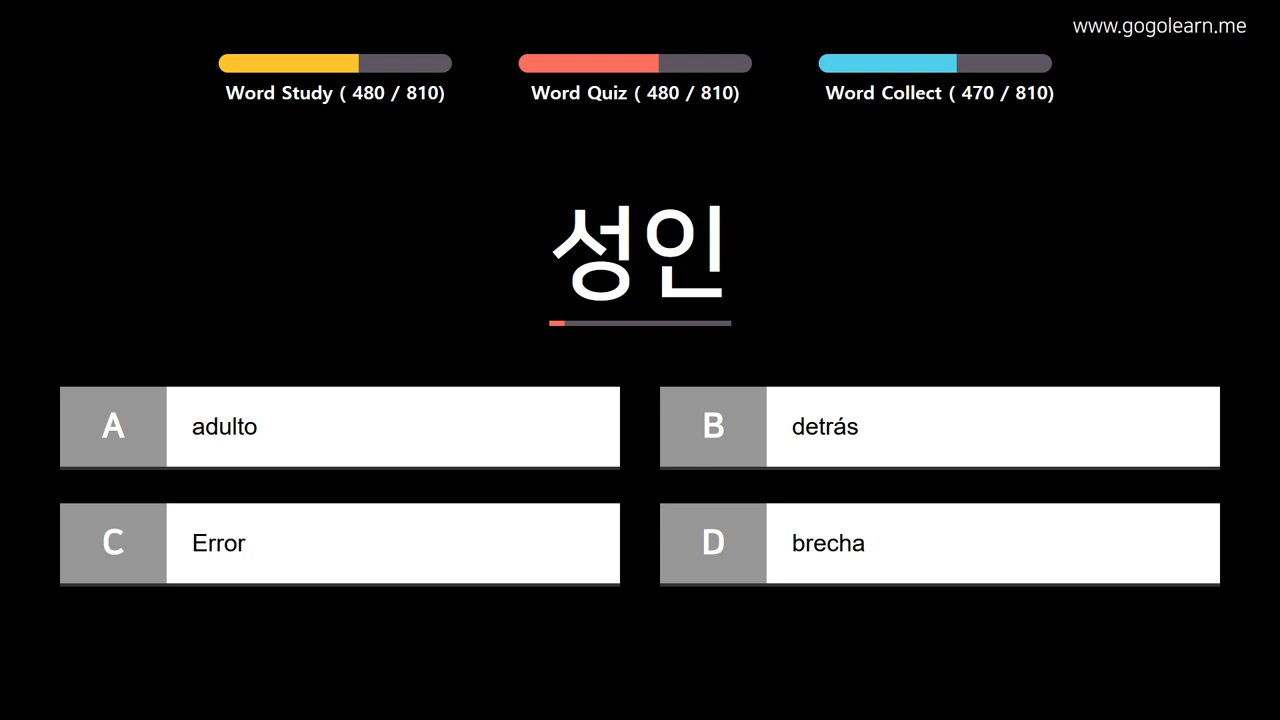 www.gogolearn.me
Word Study ( 480 / 810)
Word Quiz ( 480 / 810)
Word Collect ( 470 / 810)
성인
A adulto
B detrás
C Error
D brecha